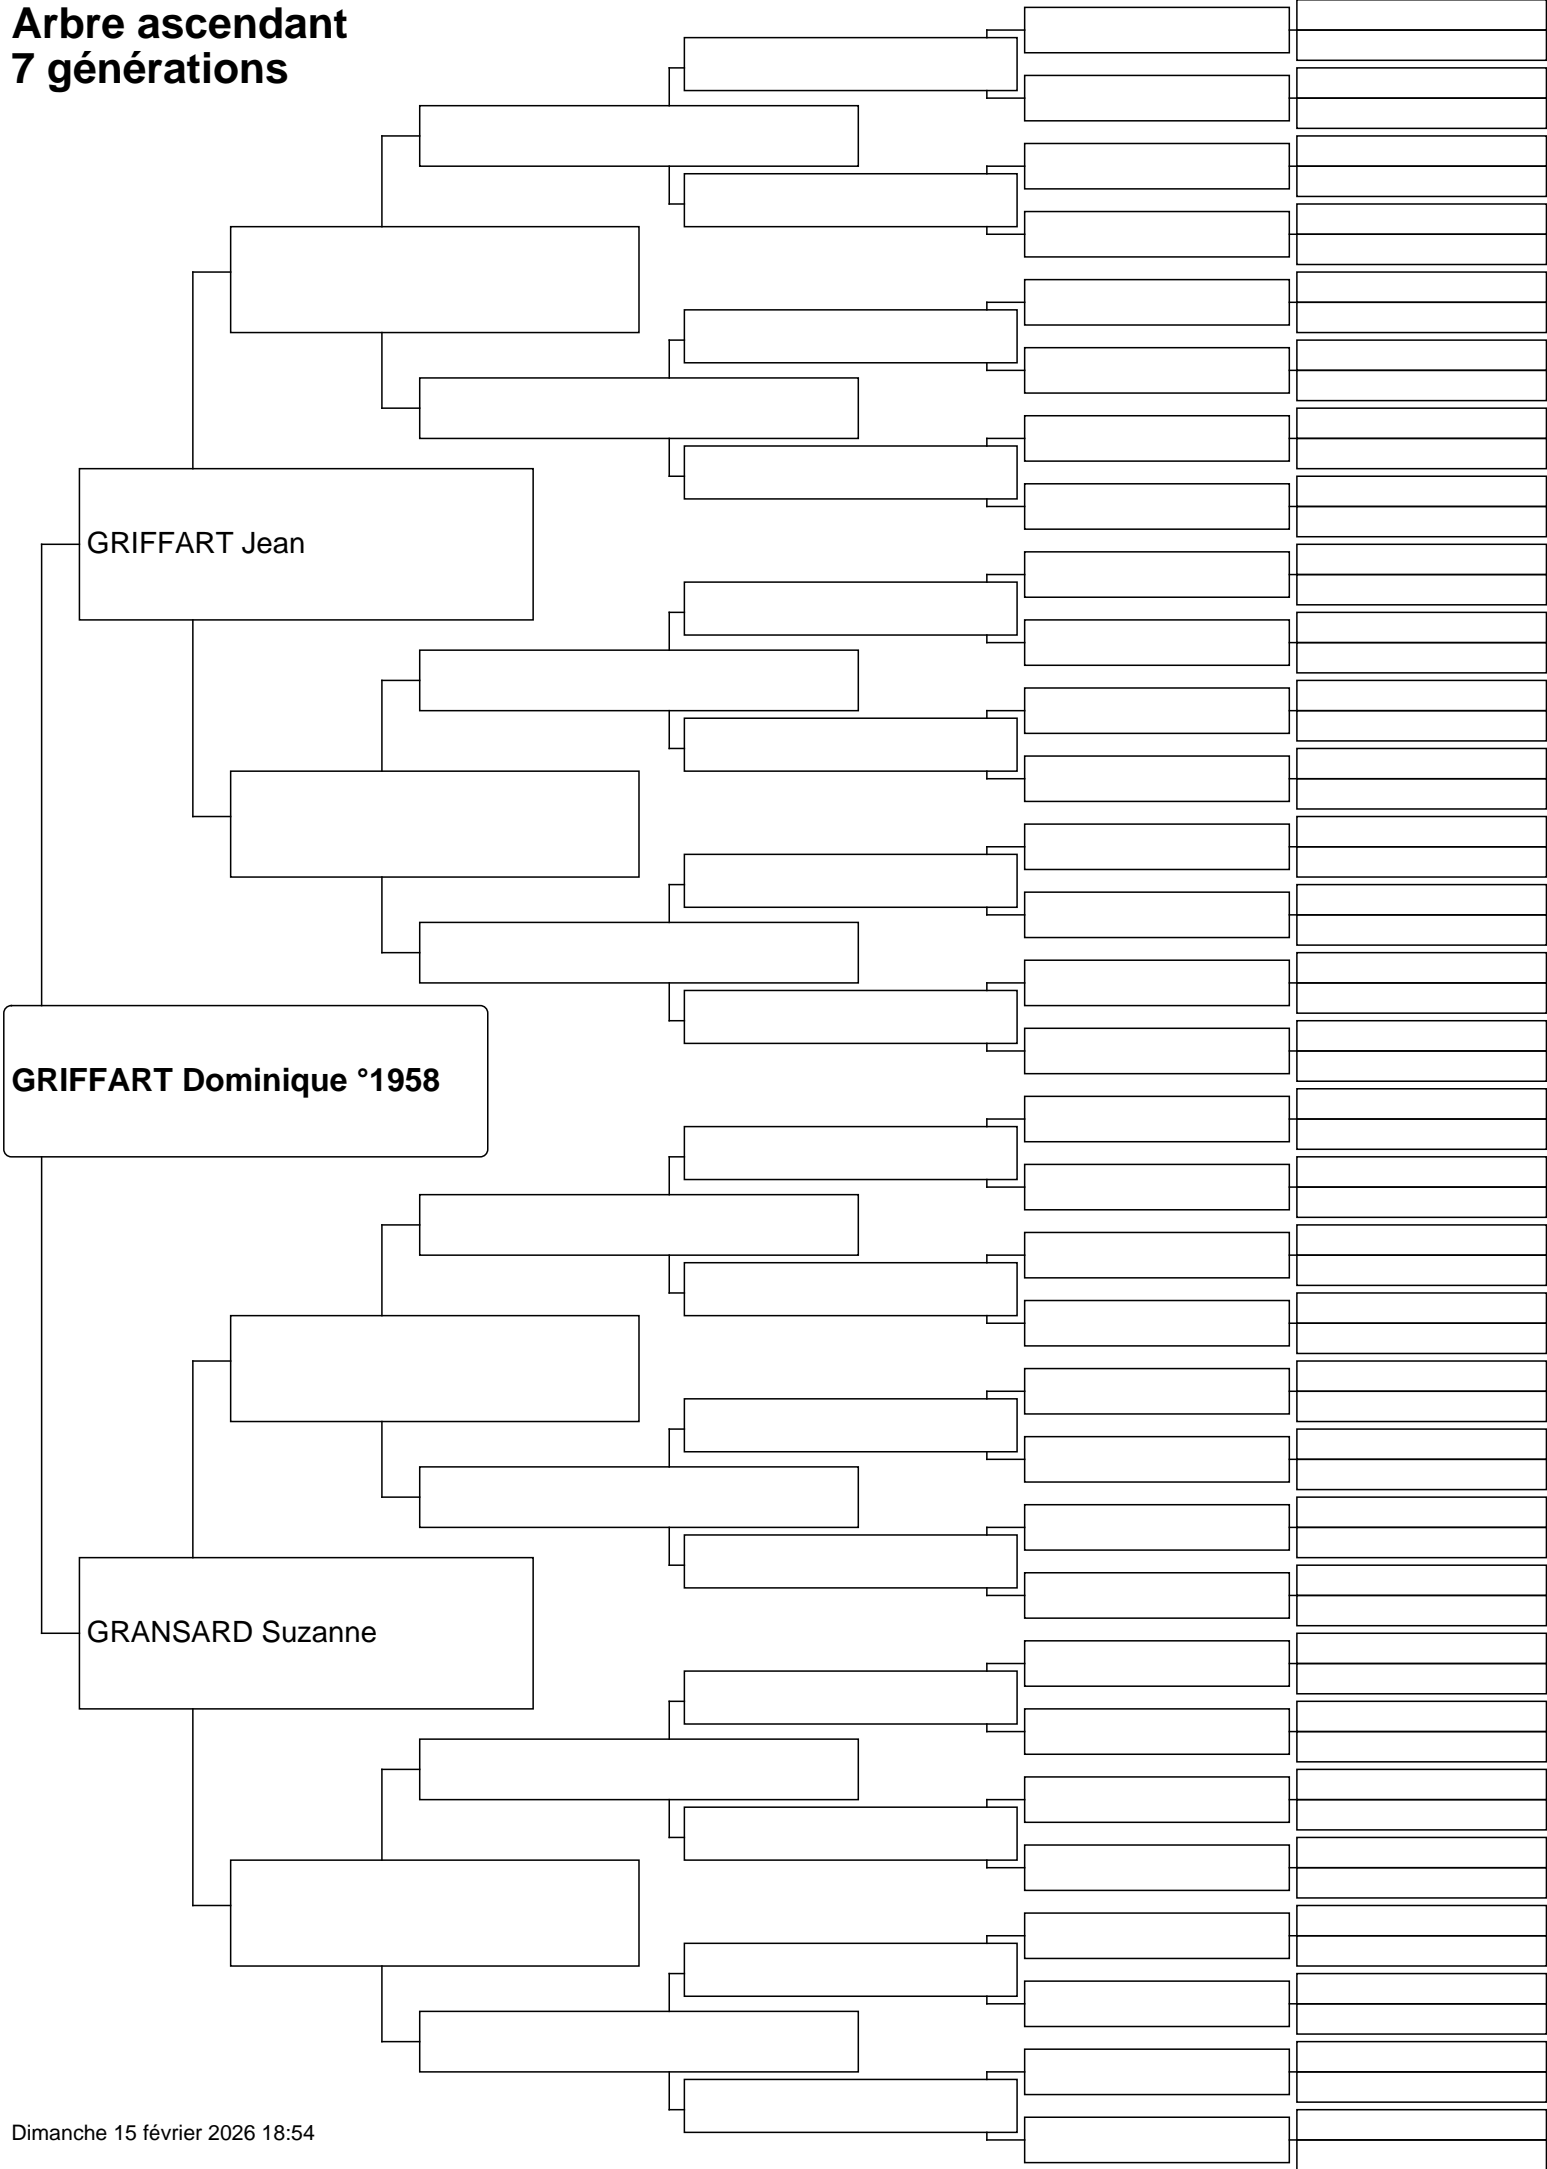 Arbre ascendant
7 générations
GRIFFART Jean
GRIFFART Dominique °1958
GRANSARD Suzanne
Dimanche 15 février 2026 18:54